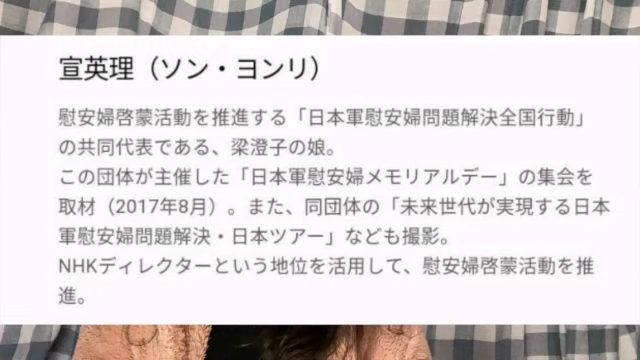 宣英理（ソン・ヨンリ）
慰安婦啓蒙活動を推進する「日本軍慰安婦問題解決全国行動」
の共同代表である、梁澄子の娘。
この団体が主催した「日本軍慰安婦メモリアルデー」の集会を
取材（2017年8月）。また、同団体の「未来世代が実現する日本
軍慰安婦問題解決・日本ツアー」なども撮影。
NHKディレクターという地位を活用して、慰安婦啓蒙活動を推
進。